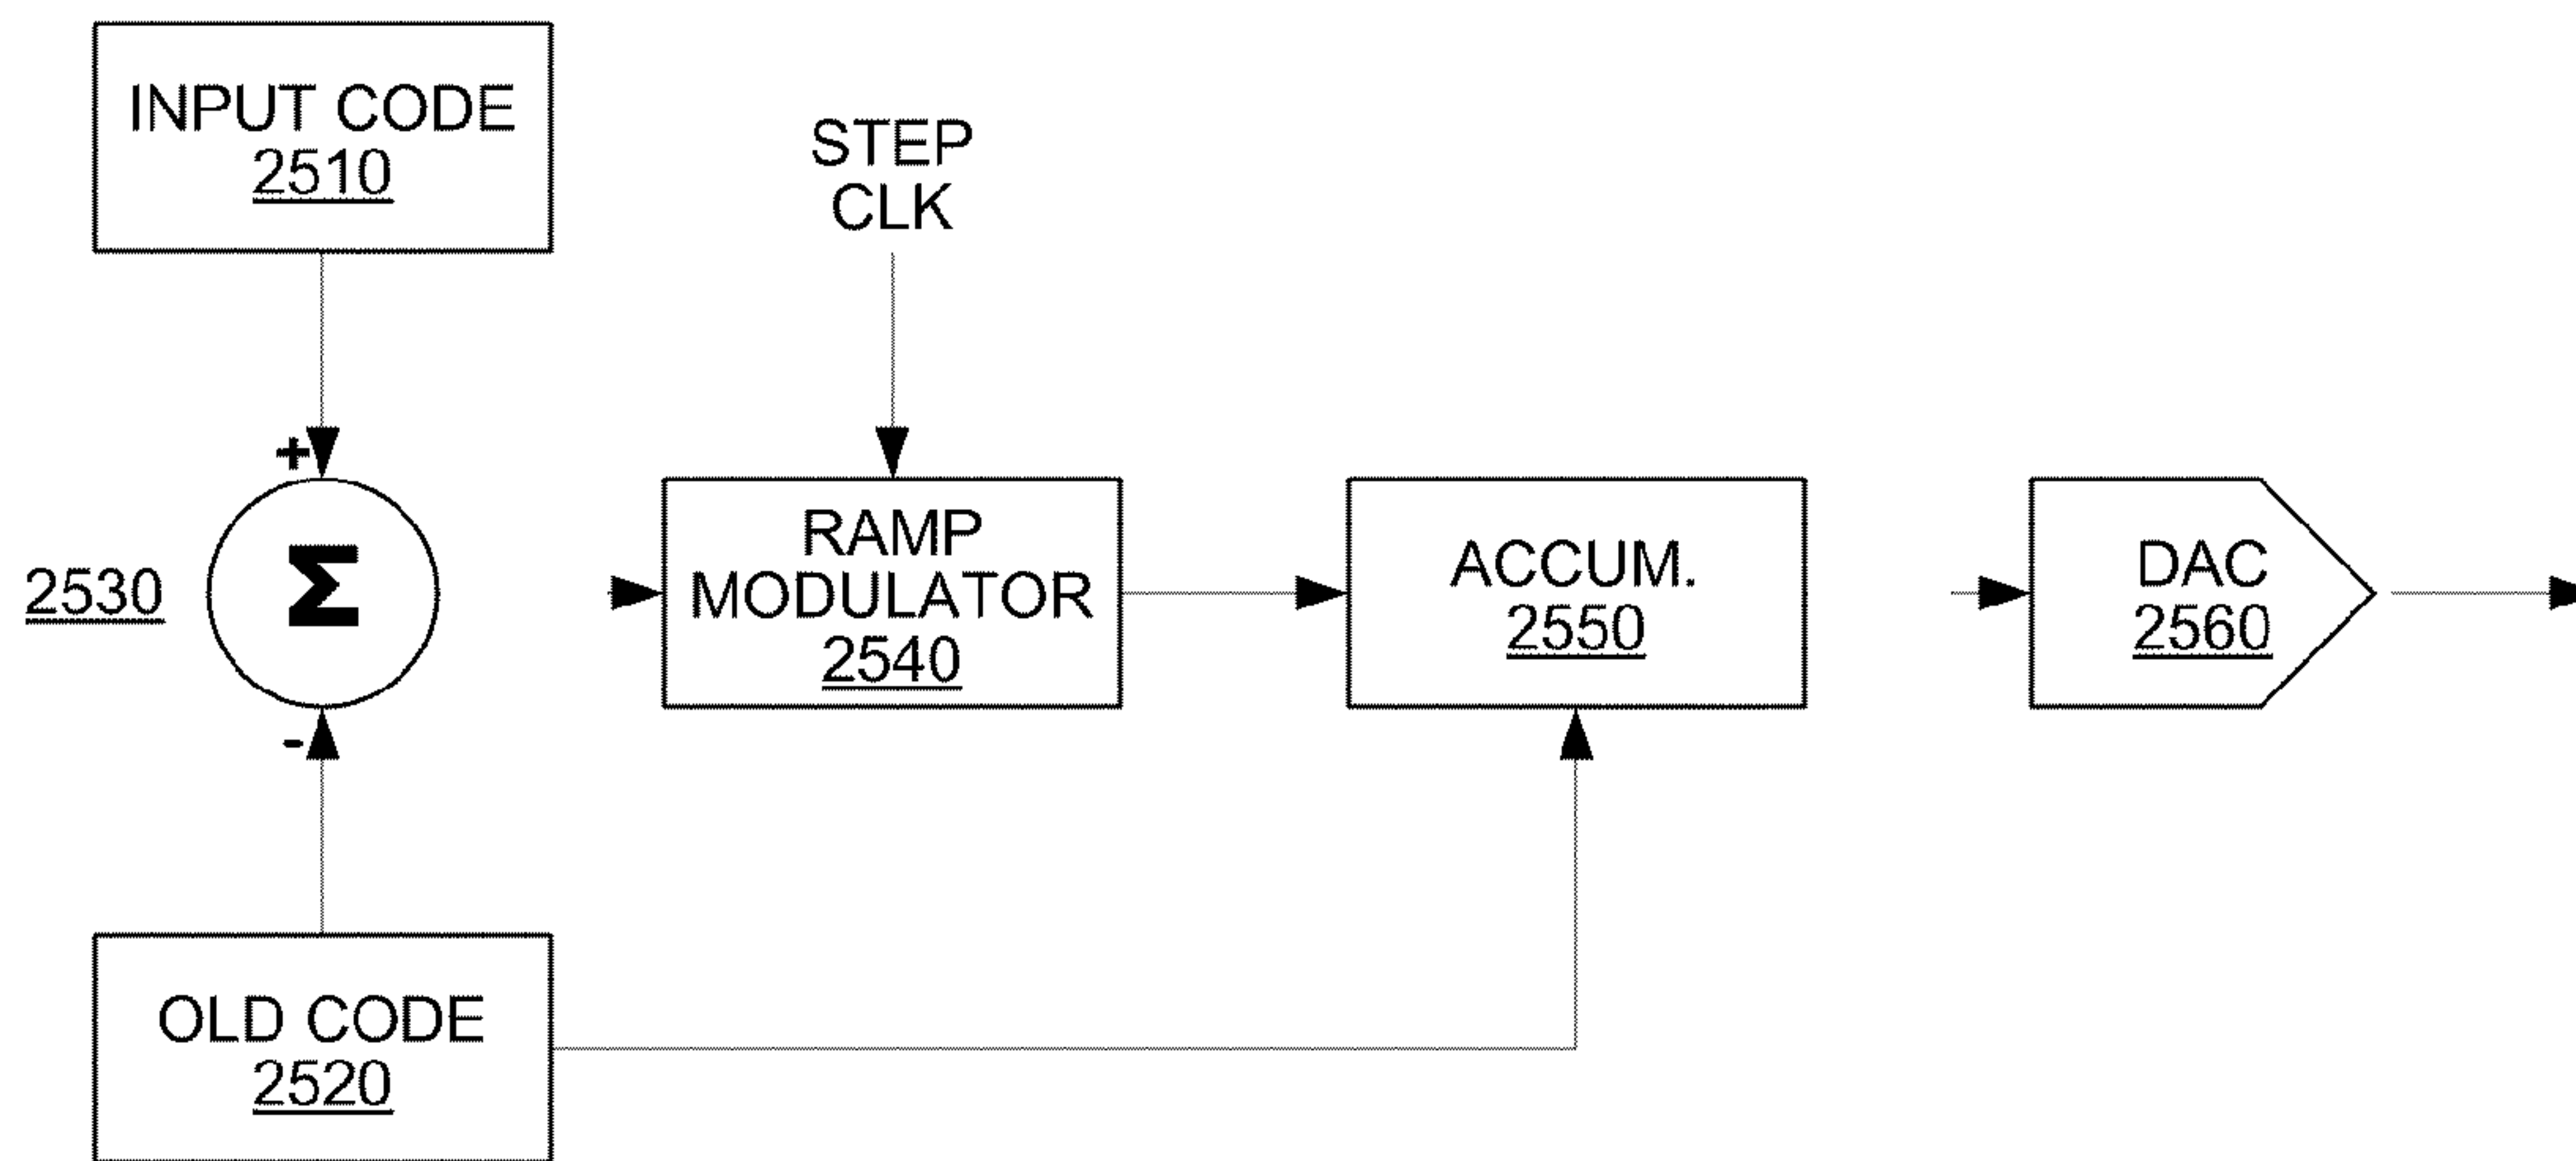 INPUT CODE
2510
STEP
CLK
+
Σ
2530
-
RAMP
MODULATOR
2540
ACCUM.
2550
DAC
2560
OLD CODE
2520